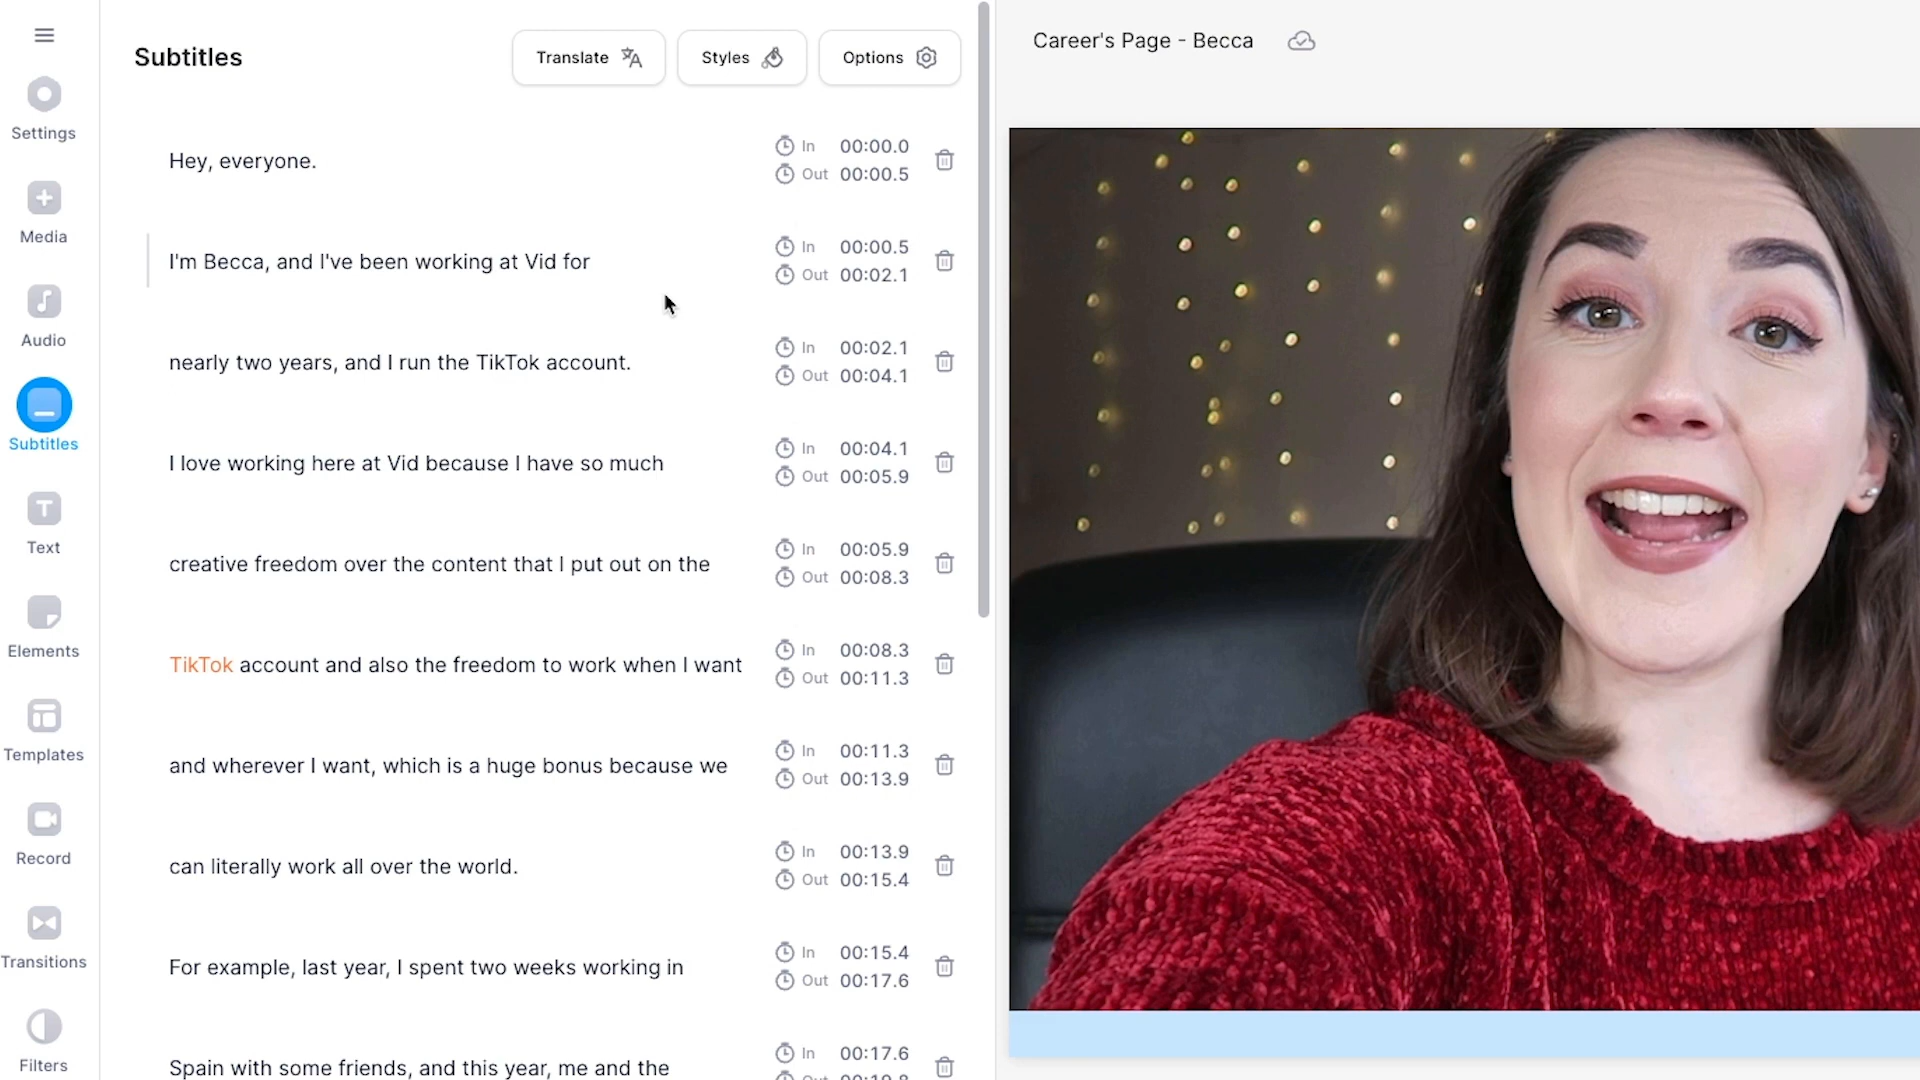 Subtitles
Translate
Styles
Options
Career's Page - Becca
Settings
Media
Audio
Subtitles
Text
Elements
Templates
Record
Transitions
Filters
Hey, everyone.
In 00:00.0
Out 00:00.5
I'm Becca, and I've been working at Vid for
In 00:00.5
Out 00:02.1
nearly two years, and I run the TikTok account.
In 00:02.1
Out 00:04.1
I love working here at Vid because I have so much
In 00:04.1
Out 00:05.9
creative freedom over the content that I put out on the
In 00:05.9
Out 00:08.3
TikTok account and also the freedom to work when I want
In 00:08.3
Out 00:11.3
and wherever I want, which is a huge bonus because we
In 00:11.3
Out 00:13.9
can literally work all over the world.
In 00:13.9
Out 00:15.4
For example, last year, I spent two weeks working in
In 00:15.4
Out 00:17.6
Spain with some friends, and this year, me and the
In 00:17.6
Out 00:19.8